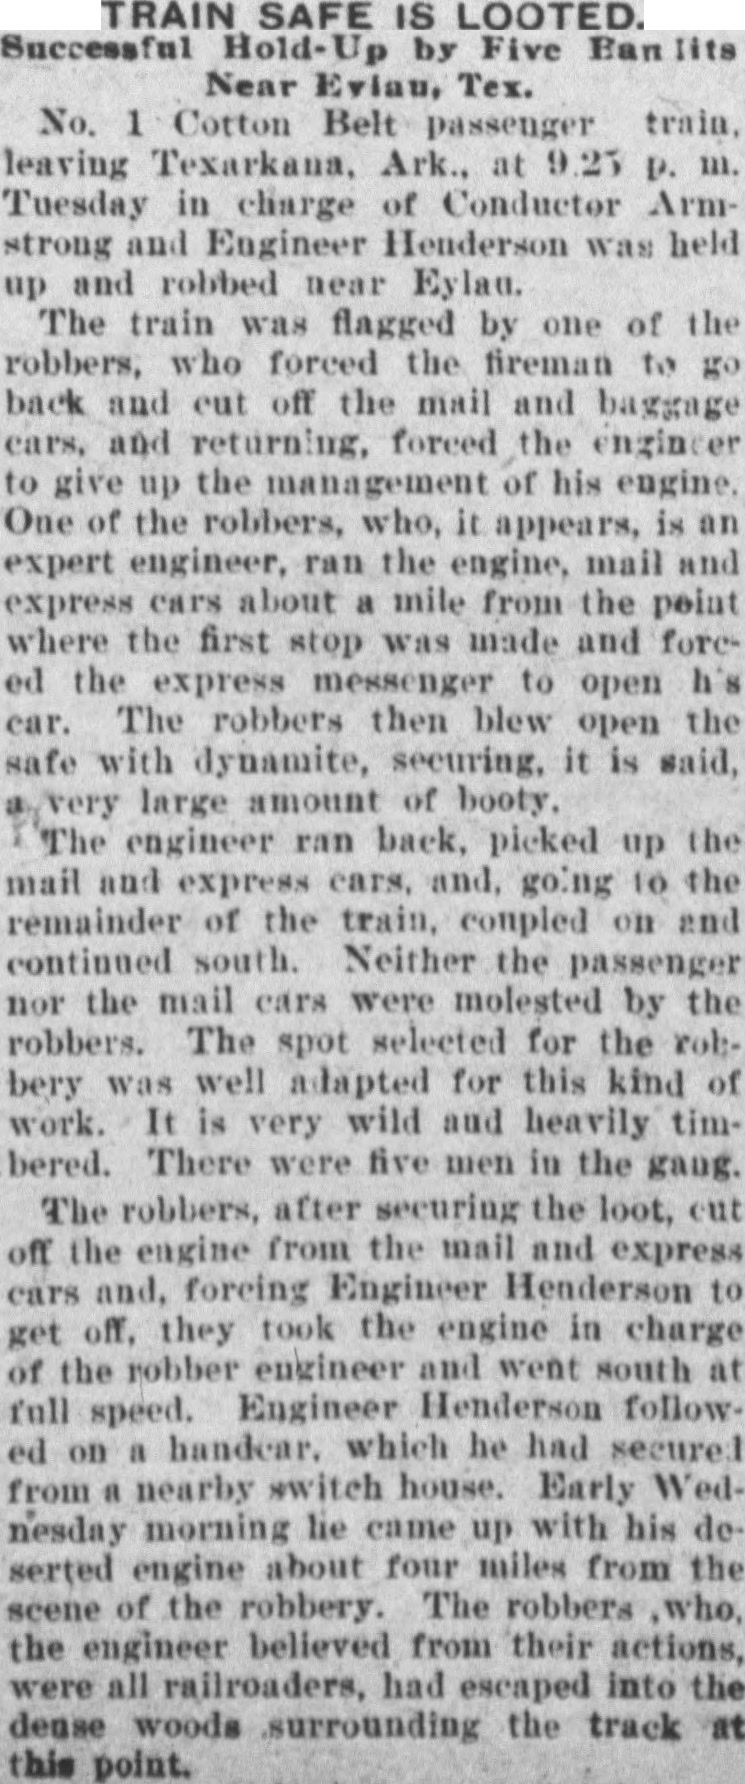 TRAIN SAFE IS LOOTED.
Successful Hold-Up by Five Bandits
Near Eylau, Tex.
No. 1 Cotton Belt passenger train,
leaving Texarkana, Ark., at 9.25 p. m.
Tuesday in charge of Conductor Arm-
strong and Engineer Henderson was held
up and robbed near Eylau.
The train was flagged by one of the
robbers, who forced the fireman to go
back and cut off the mail and baggage
cars, and returning, forced the engineer
to give up the management of his engine.
One of the robbers, who, it appears, is an
expert engineer, ran the engine, mail and
express cars about a mile from the point
where the first stop was made and forc-
ed the express messenger to open h's
car. The robbers then blew open the
safe with dynamite, securing, it is said,
a very large amount of booty.
The engineer ran back, picked up the
mail and express cars, and, going to the
remainder of the train, coupled on and
continued south. Neither the passenger
nor the mail cars were molested by the
robbers. The spot selected for the rob-
bery was well adapted for this kind of
work. It is very wild and heavily tim-
bered. There were five men in the gang.
The robbers, after securing the loot, cut
off the engine from the mail and express
cars and, forcing Engineer Henderson to
get off, they took the engine in charge
of the robber engineer and went south at
full speed. Engineer Henderson follow-
ed on a handcar, which he had secured
from a nearby switch house. Early Wed-
nesday morning he came up with his de-
serted engine about four miles from the
scene of the robbery. The robbers ,who,
the engineer believed from their actions,
were all railroaders, had escaped into the
dense woods surrounding the track at
this point.